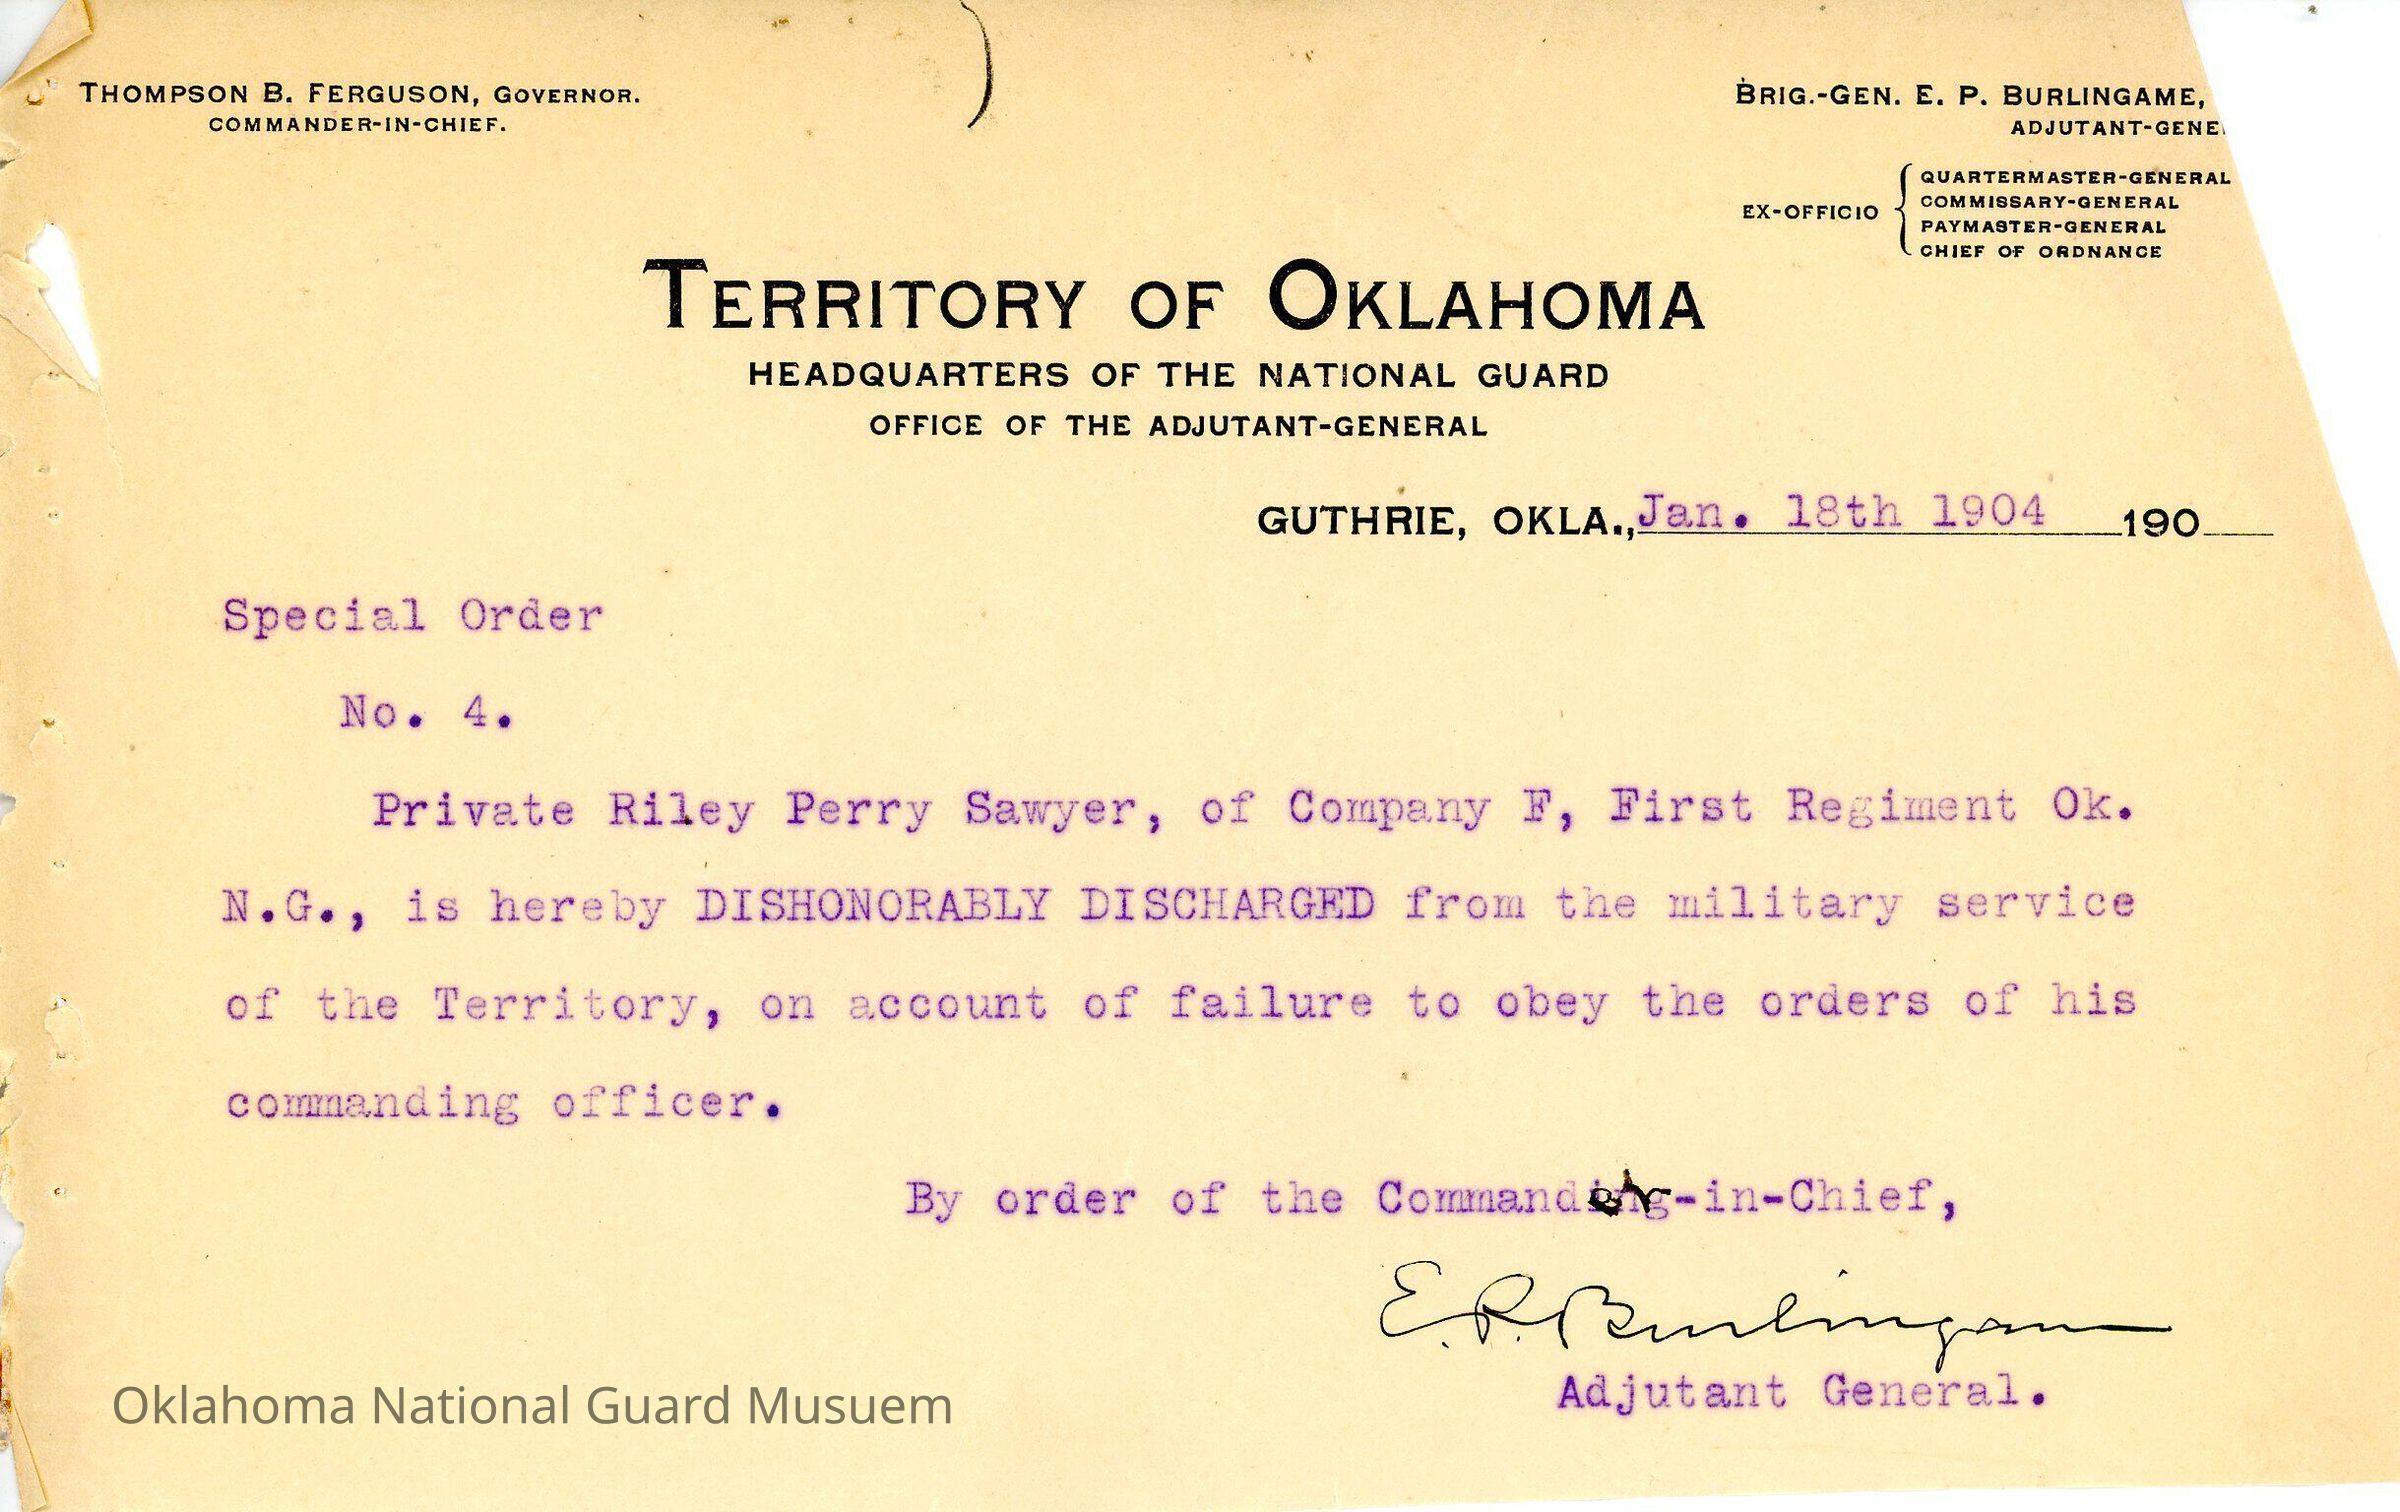 THOMPSON B. FERGUSON, GOVERNOR.
COMMANDER-IN-CHIEF.
BRIG.-GEN. E. P. BURLINGAME,
ADJUTANT-GENE
EX-OFFICIO
QUARTERMASTER-GENERAL
COMMISSARY-GENERAL
PAYMASTER-GENERAL
CHIEF OF ORDNANCE
TERRITORY OF OKLAHOMA
HEADQUARTERS OF THE NATIONAL GUARD
OFFICE OF THE ADJUTANT-GENERAL
GUTHRIE, OKLA., Jan. 18th 1904 190
Special Order
No. 4.
Private Riley Perry Sawyer, of Company F, First Regiment Ok.
N.G., is hereby DISHONORABLY DISCHARGED from the military service
of the Territory, on account of failure to obey the orders of his
commanding officer.
By order of the Commander-in-Chief,
E. P. Burlingame
Adjutant General.
Oklahoma National Guard Musuem